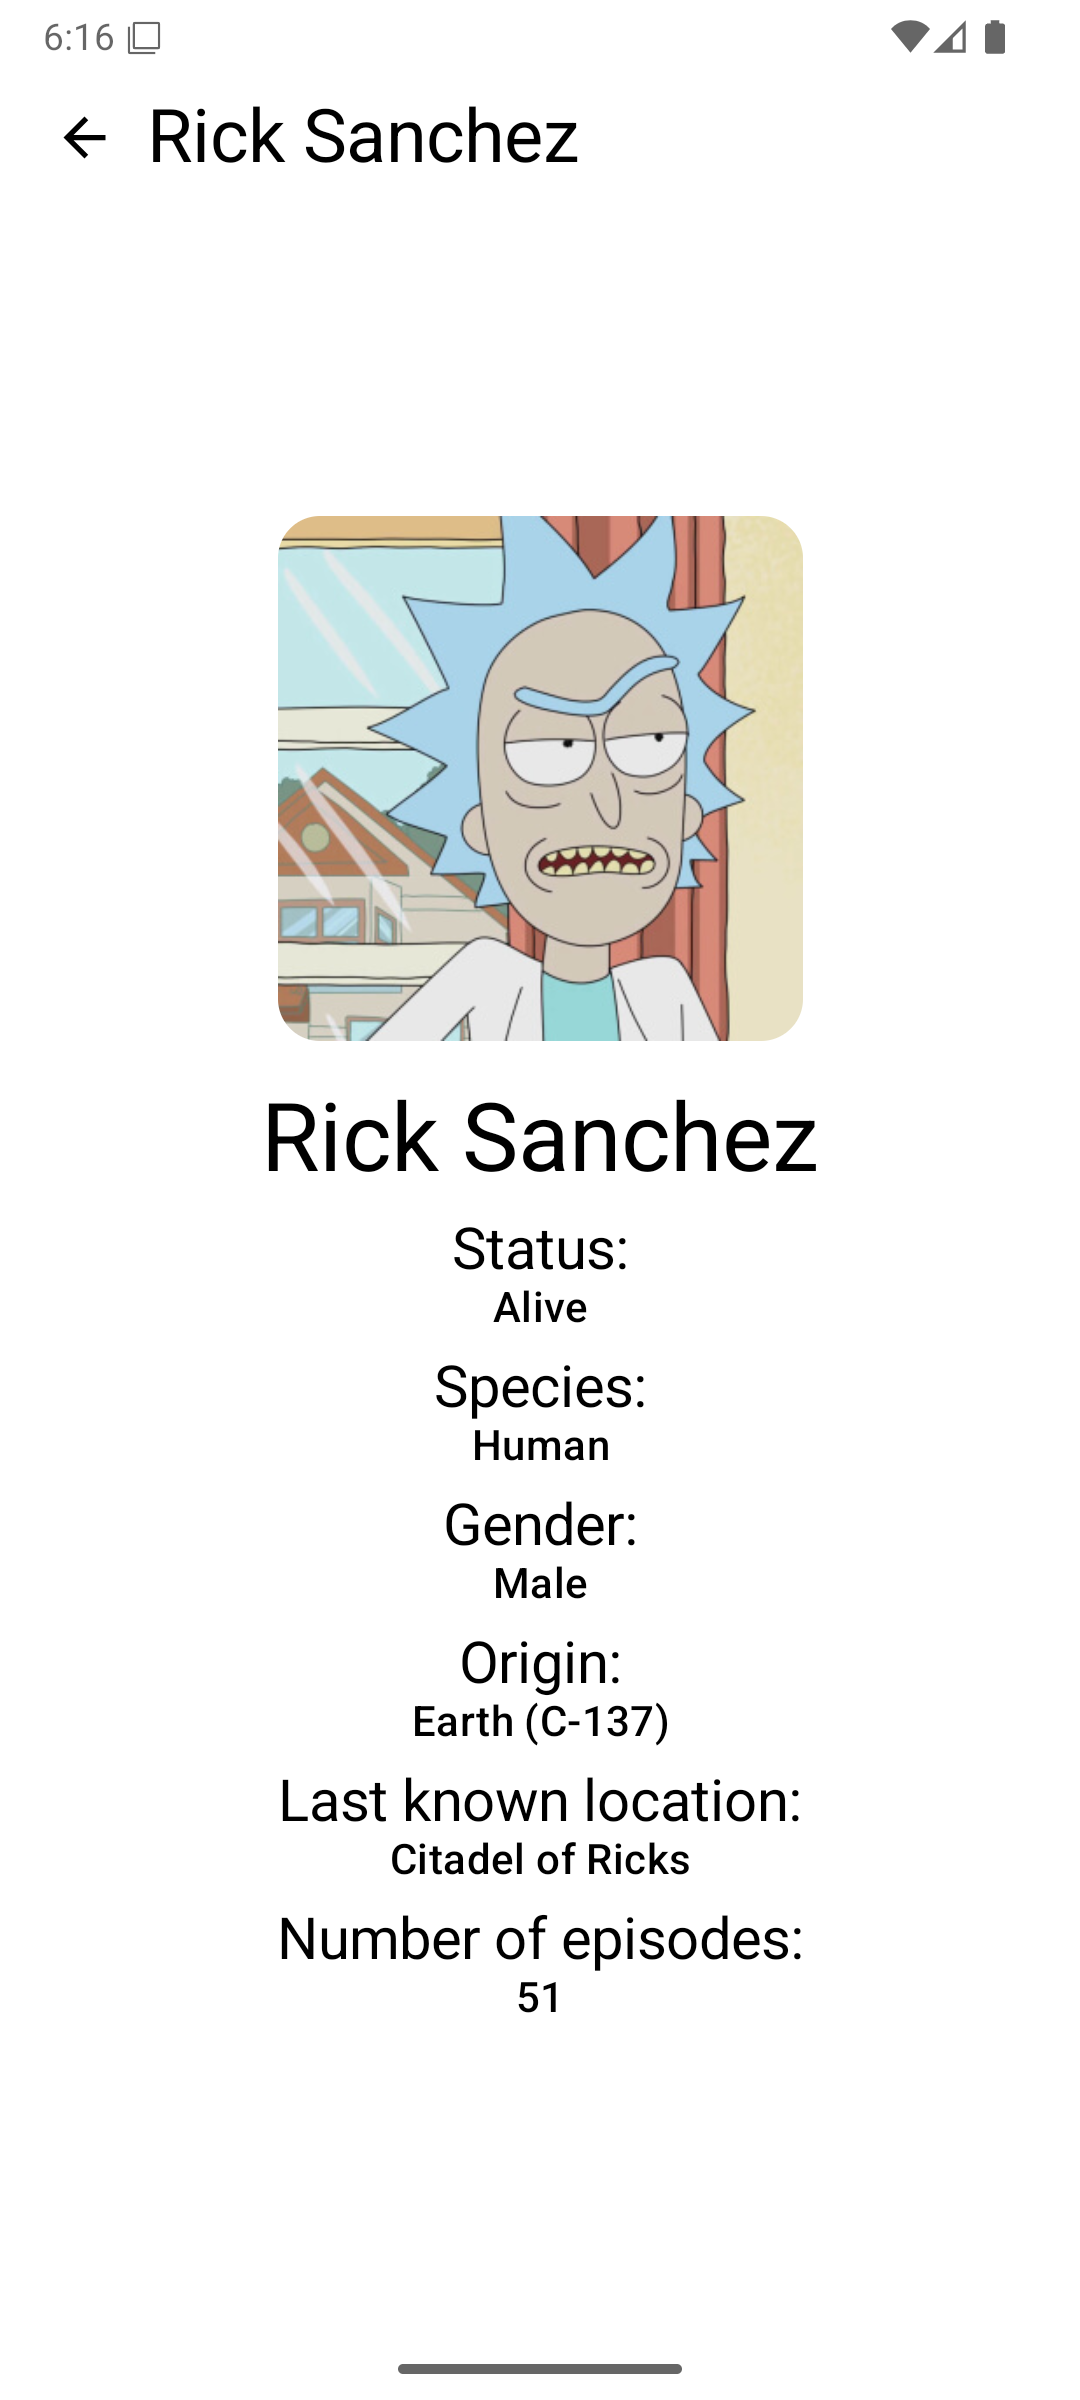 6:16
Rick Sanchez
Rick Sanchez
Status:
Alive
Species:
Human
Gender:
Male
Origin:
Earth (C-137)
Last known location:
Citadel of Ricks
Number of episodes:
51